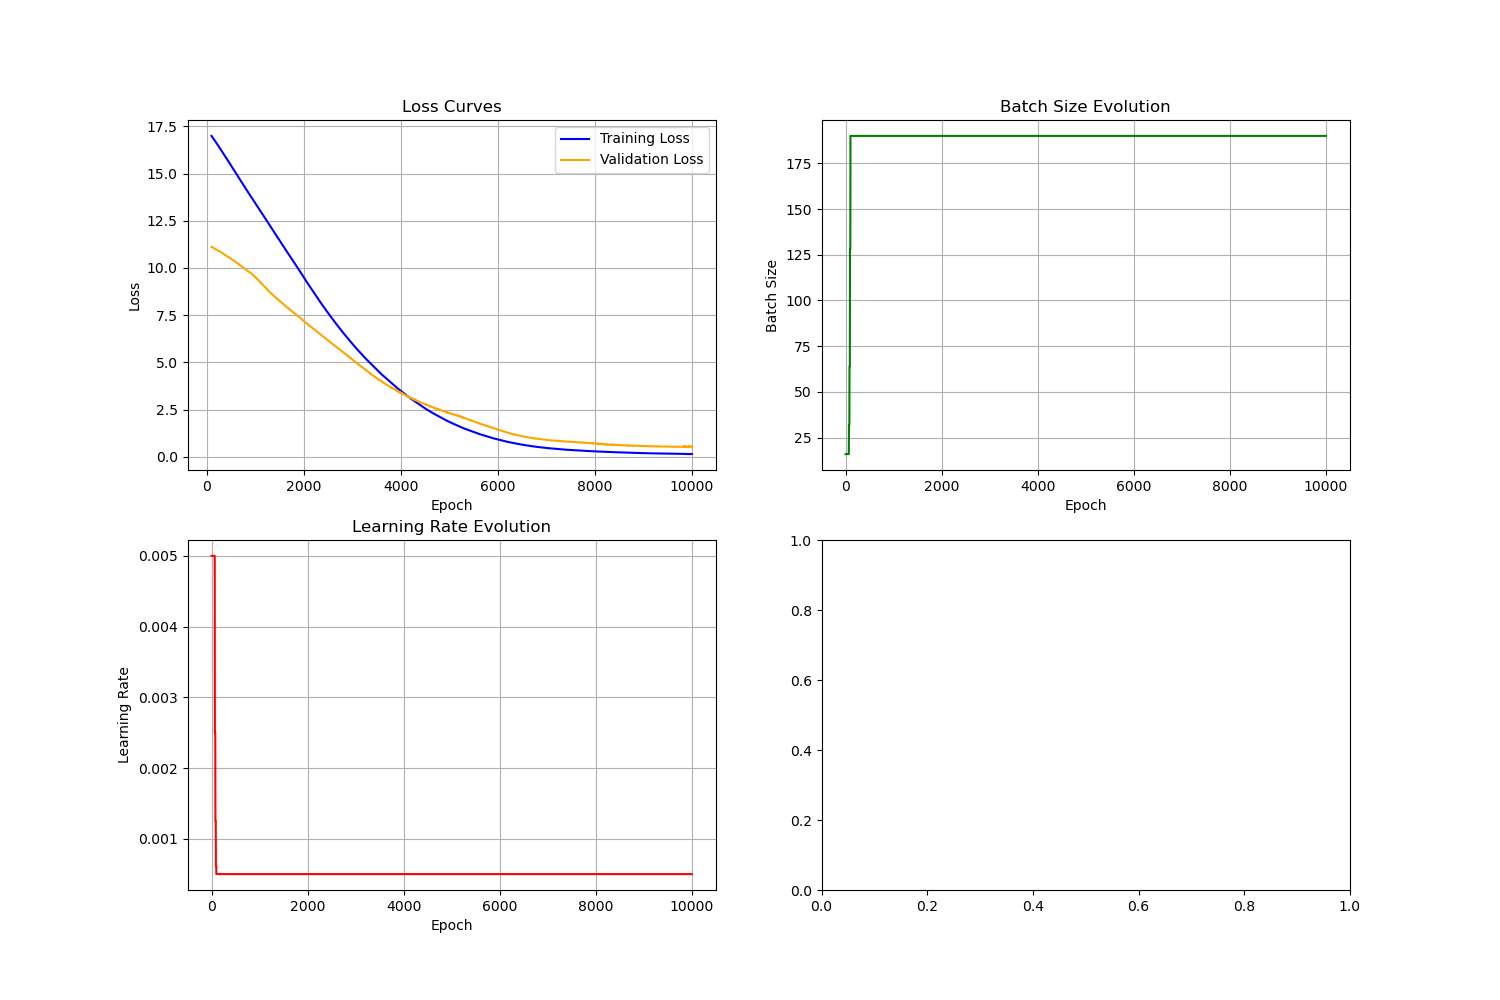 Loss Curves
17.5
15.0
12.5
10.0
7.5
5.0
2.5
0.0
Loss
Training Loss
Validation Loss
0 2000 4000 6000 8000 10000
Epoch
Batch Size Evolution
175
150
125
100
75
50
25
Batch Size
0 2000 4000 6000 8000 10000
Epoch
Learning Rate Evolution
0.005
0.004
0.003
0.002
0.001
Learning Rate
0 2000 4000 6000 8000 10000
Epoch
1.0
0.8
0.6
0.4
0.2
0.0
0.0 0.2 0.4 0.6 0.8 1.0